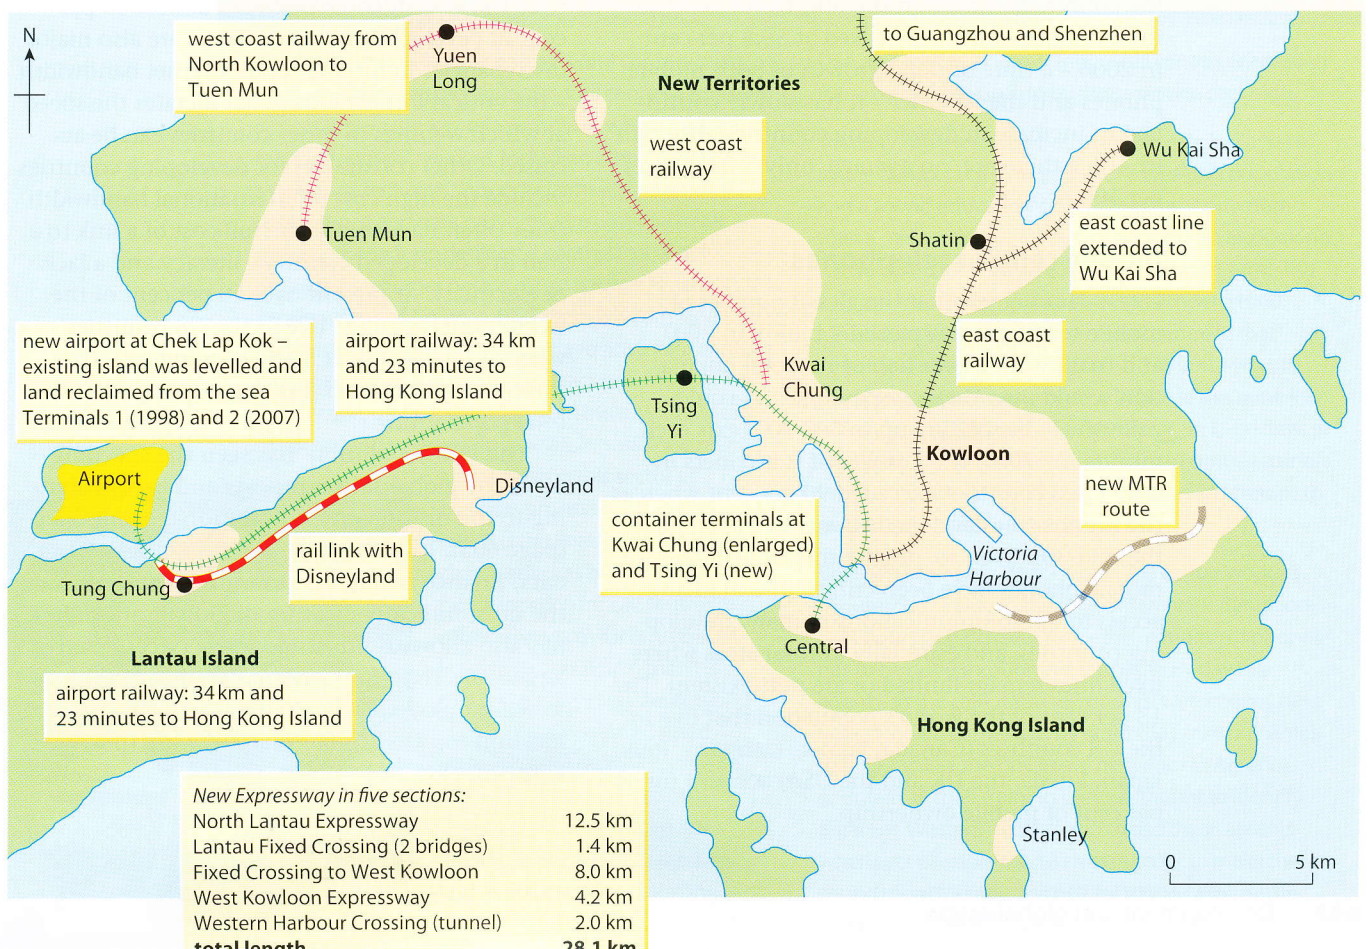 N
west coast railway from
North Kowloon to
Tuen Mun
Yuen
Long
New Territories
to Guangzhou and Shenzhen
west coast
railway
Wu Kai Sha
Tuen Mun
Shatin
east coast line
extended to
Wu Kai Sha
new airport at Chek Lap Kok –
existing island was levelled and
land reclaimed from the sea
Terminals 1 (1998) and 2 (2007)
airport railway: 34 km
and 23 minutes to
Hong Kong Island
east coast
railway
Kwai
Chung
Tsing
Yi
Kowloon
Airport
Disneyland
new MTR
route
container terminals at
Kwai Chung (enlarged)
and Tsing Yi (new)
rail link with
Disneyland
Victoria
Harbour
Tung Chung
Central
Lantau Island
airport railway: 34 km and
23 minutes to Hong Kong Island
Hong Kong Island
New Expressway in five sections:
North Lantau Expressway 12.5 km
Lantau Fixed Crossing (2 bridges) 1.4 km
Fixed Crossing to West Kowloon 8.0 km
West Kowloon Expressway 4.2 km
Western Harbour Crossing (tunnel) 2.0 km
total length 28.1 km
Stanley
0 5 km